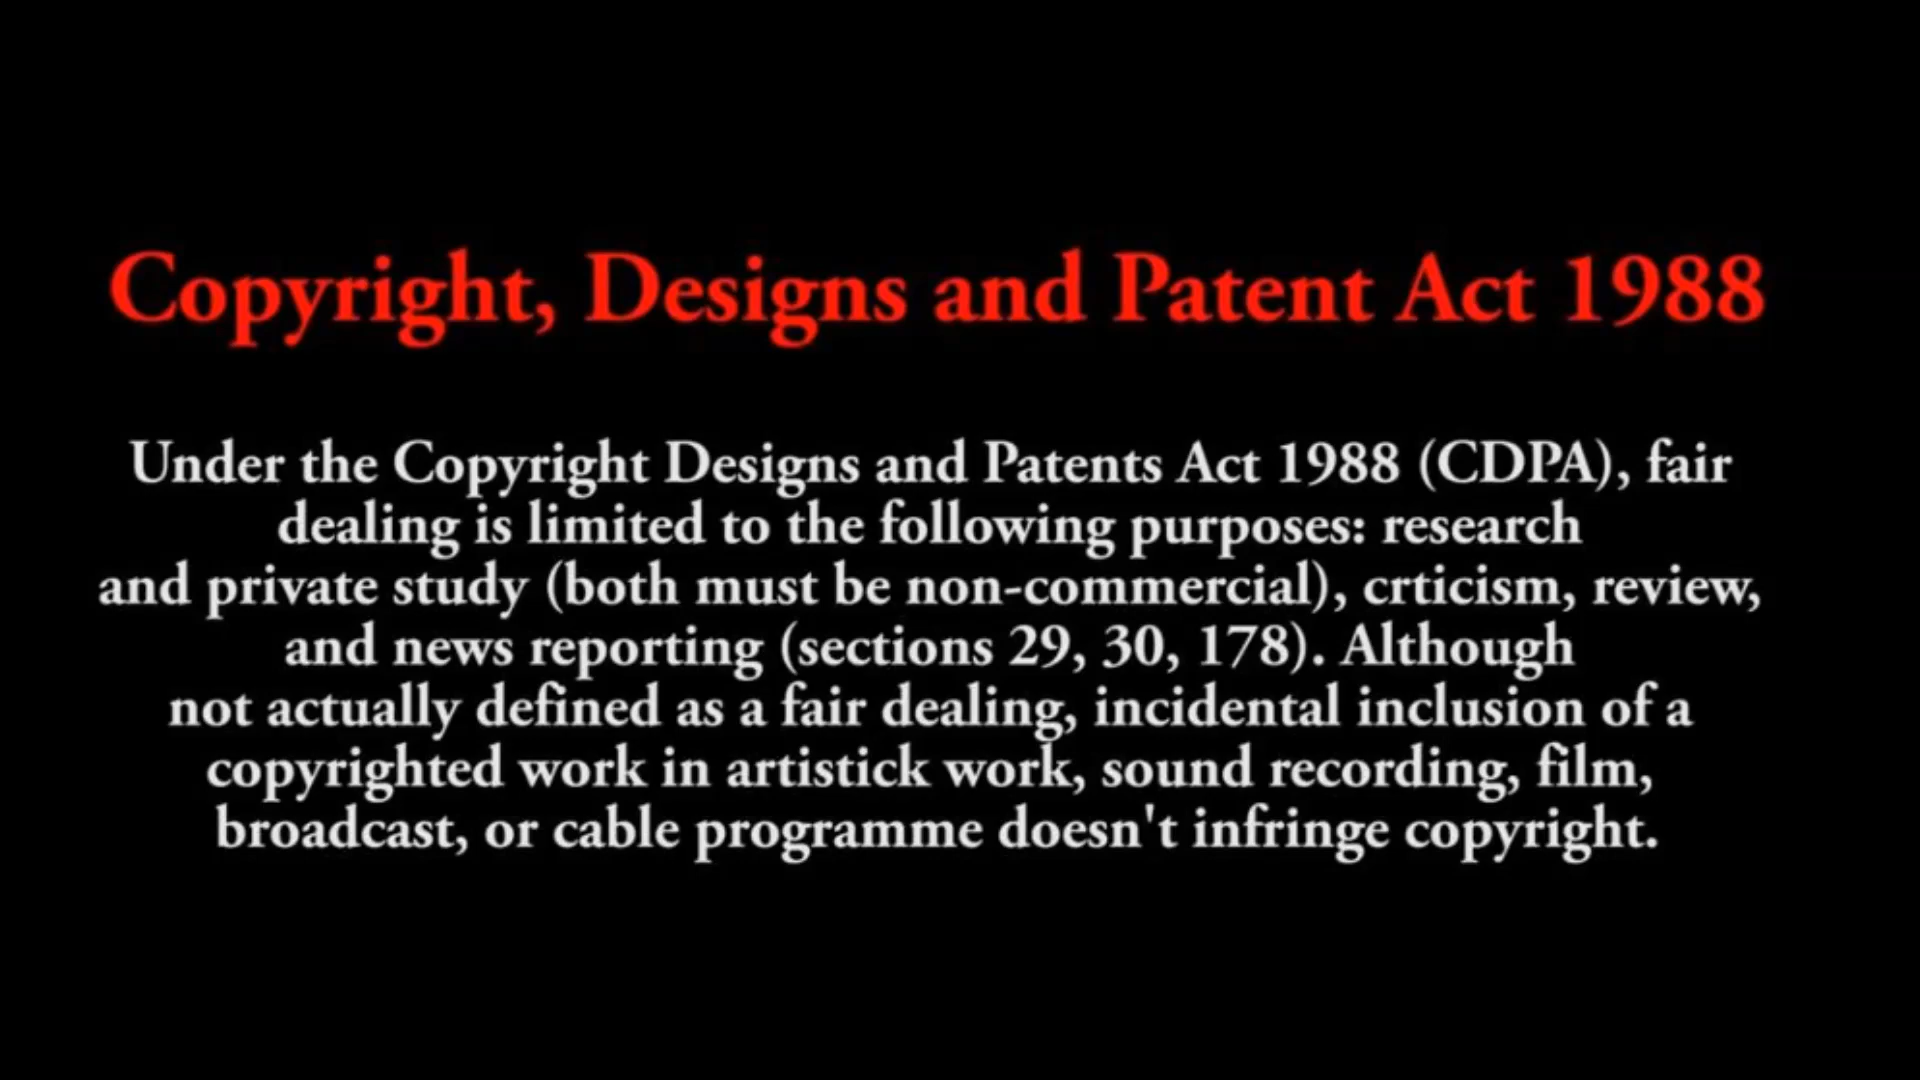 Copyright, Designs and Patent Act 1988
Under the Copyright Designs and Patents Act 1988 (CDPA), fair
dealing is limited to the following purposes: research
and private study (both must be non-commercial), crticism, review,
and news reporting (sections 29, 30, 178). Although
not actually defined as a fair dealing, incidental inclusion of a
copyrighted work in artistick work, sound recording, film,
broadcast, or cable programme doesn't infringe copyright.